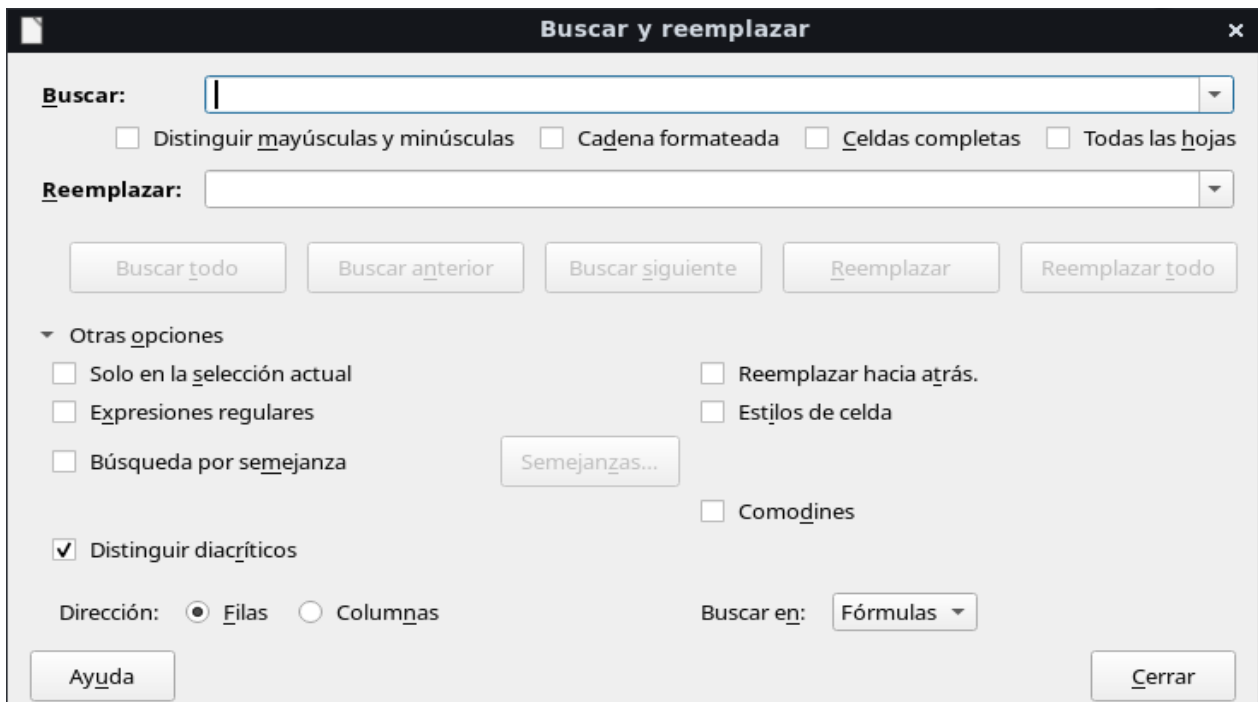 Buscar y reemplazar
Buscar:
Distinguir mayúsculas y minúsculas Cadena formateada Celdas completas Todas las hojas
Reemplazar:
Buscar todo Buscar anterior Buscar siguiente Reemplazar Reemplazar todo
Otras opciones
Solo en la selección actual Reemplazar hacia atrás.
Expresiones regulares Estilos de celda
Búsqueda por semejanza Semejanzas...
Comodines
Distinguir diacríticos
Dirección: Filas Columnas Buscar en: Fórmulas
Ayuda Cerrar